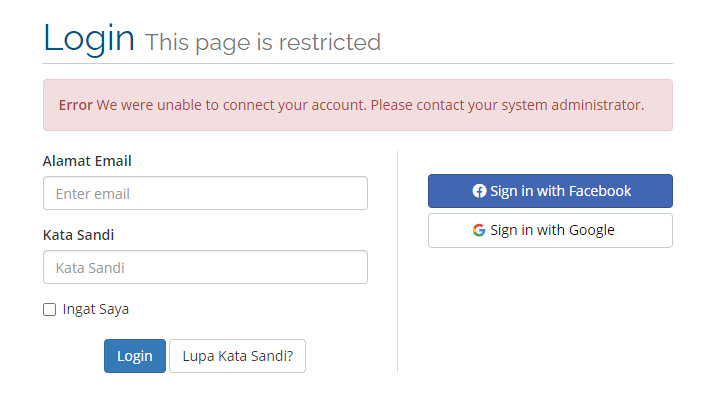 Login This page is restricted
Error We were unable to connect your account. Please contact your system administrator.
Alamat Email
Enter email
Kata Sandi
Kata Sandi
Ingat Saya
Login Lupa Kata Sandi?
Sign in with Facebook
Sign in with Google